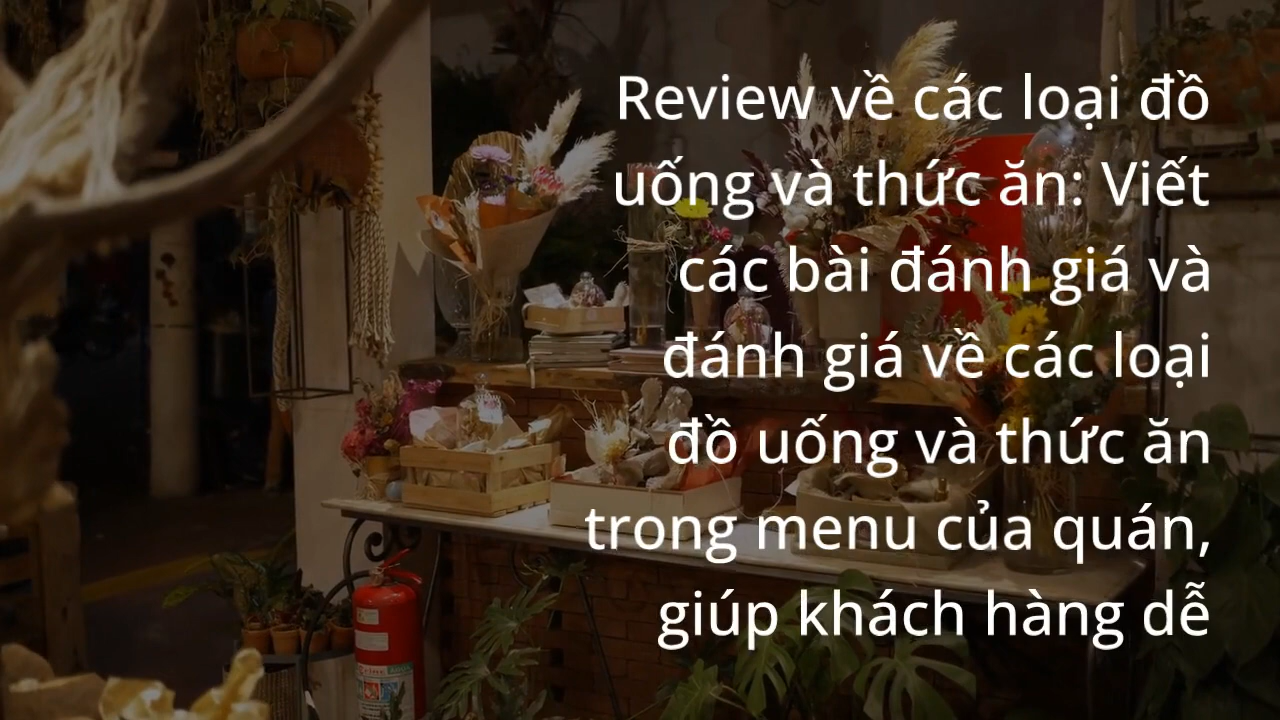 Review về các loại đồ
uống và thức ăn: Viết
các bài đánh giá và
đánh giá về các loại
đồ uống và thức ăn
trong menu của quán,
giúp khách hàng dễ